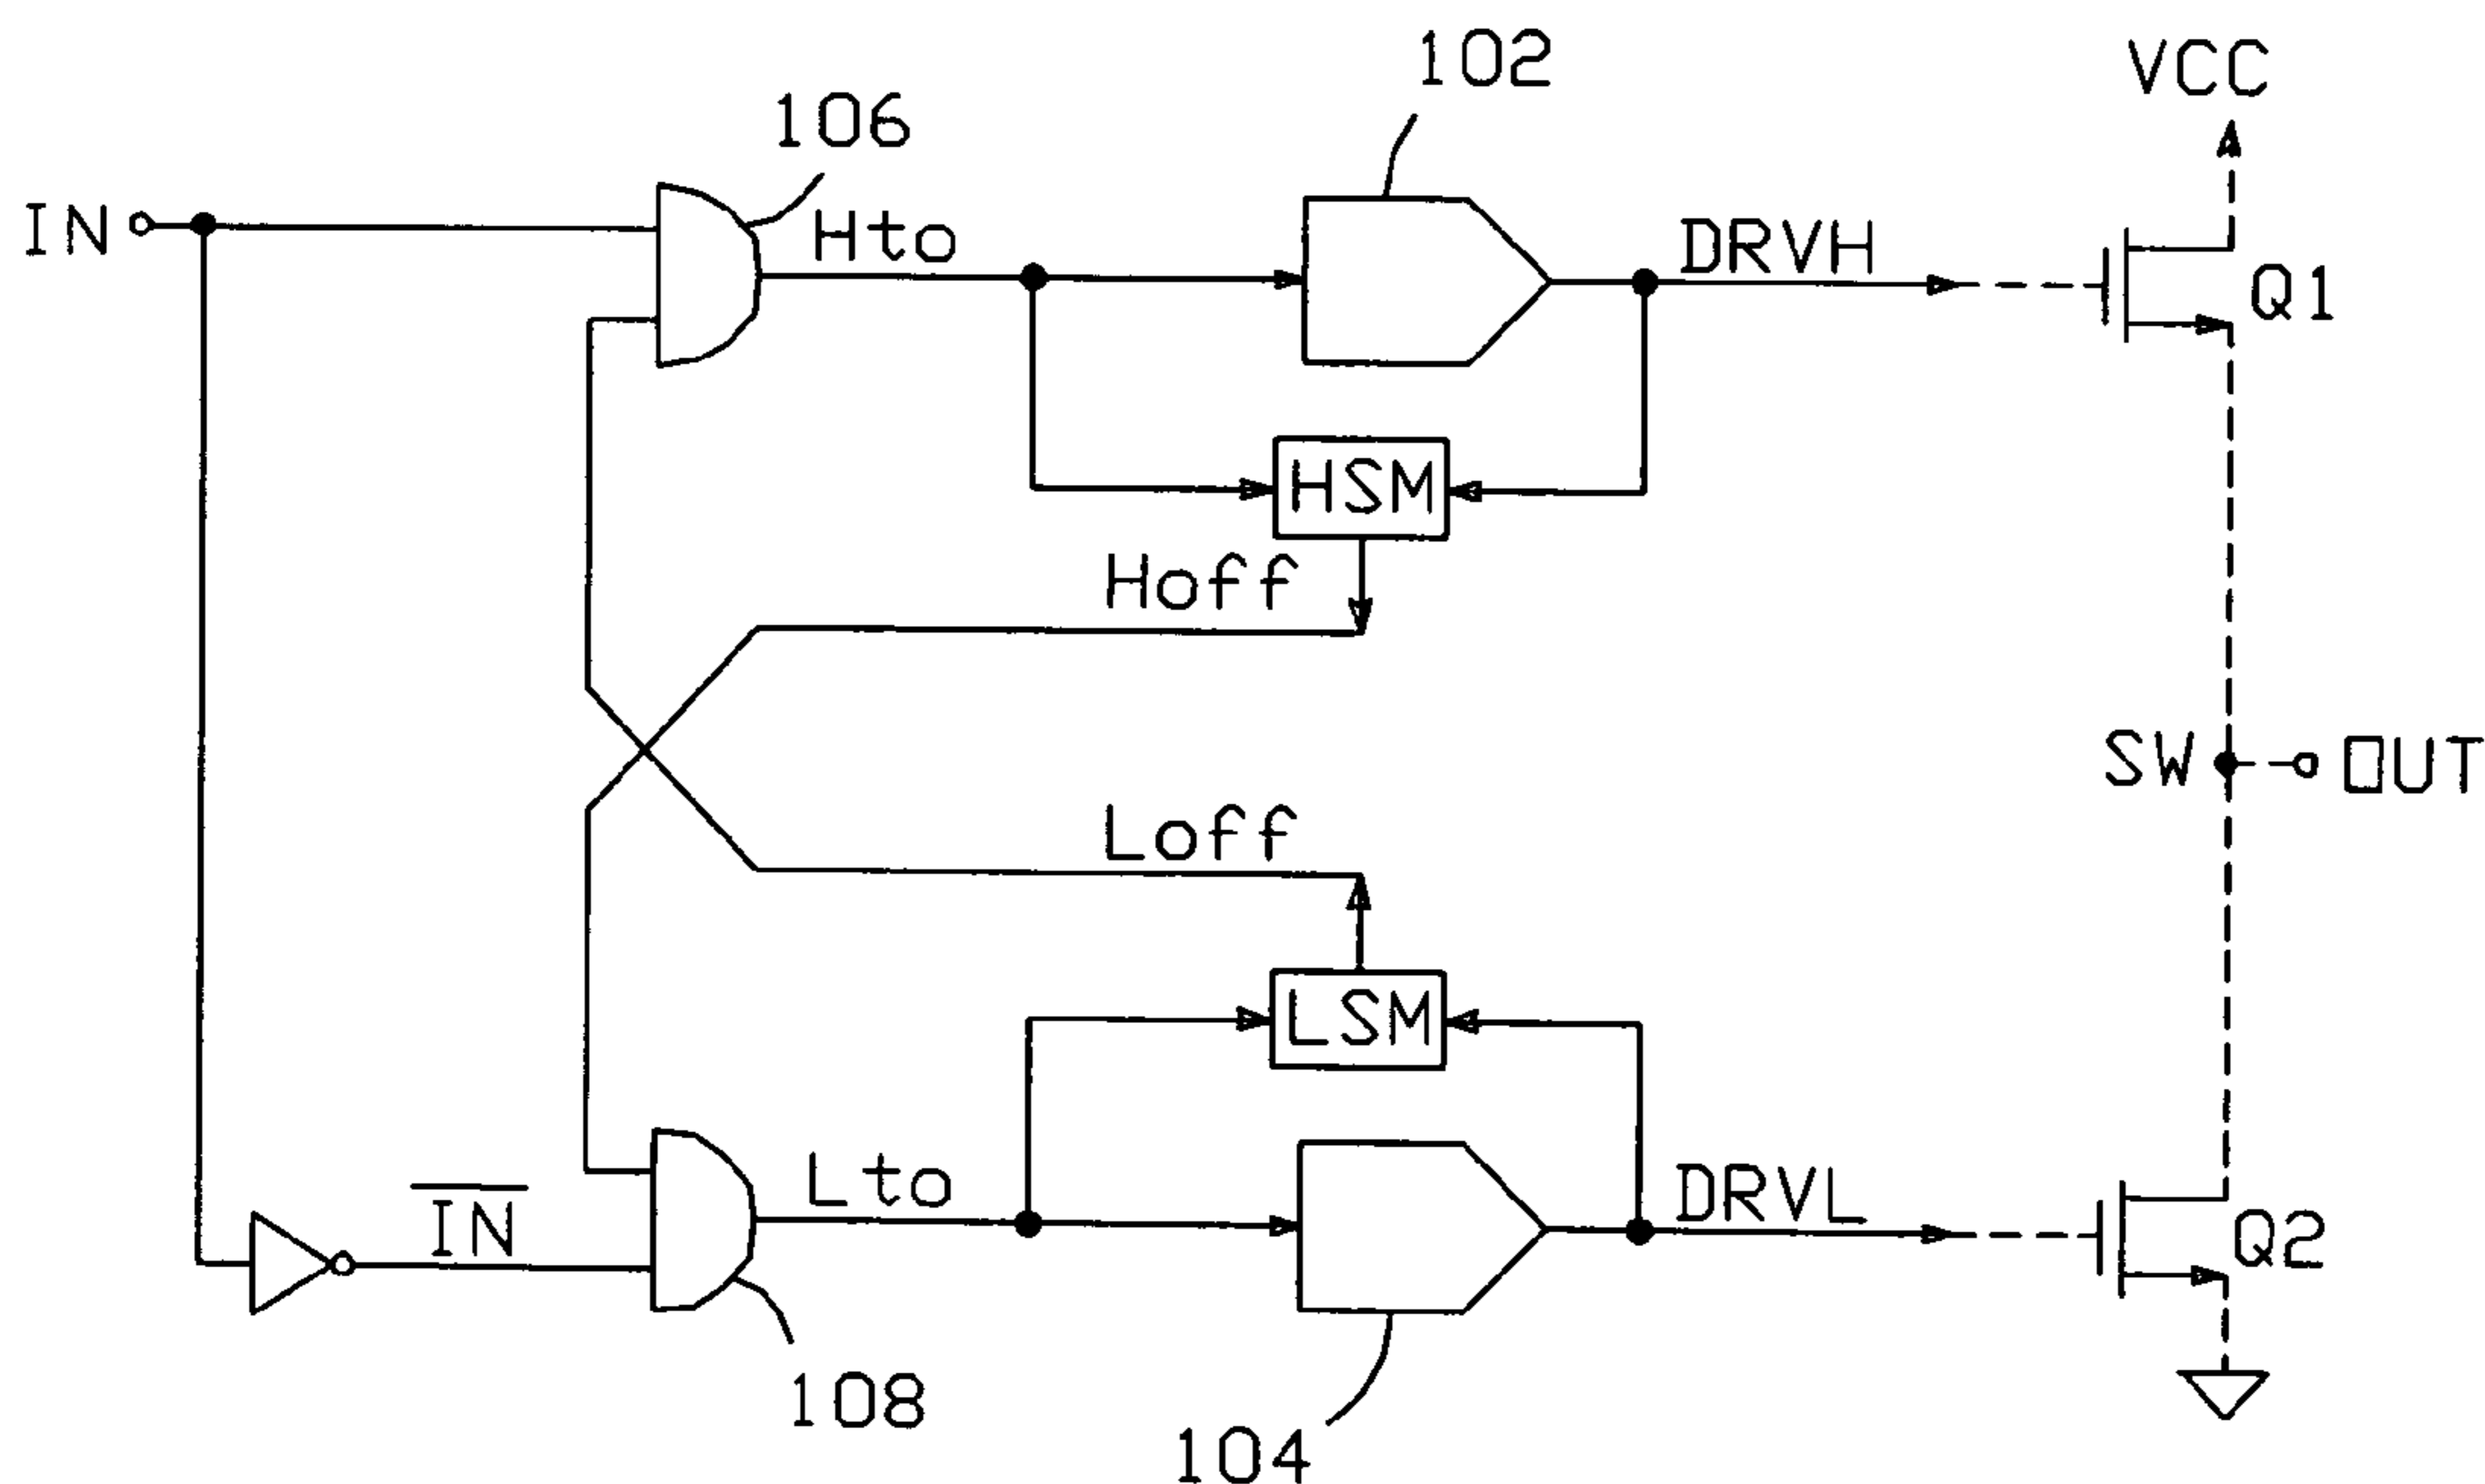 102
VCC
106
IN
Hto
DRVH
Q1
HSM
Hoff
SW
OUT
Loff
LSM
Lto
DRVL
IN
Q2
108
104